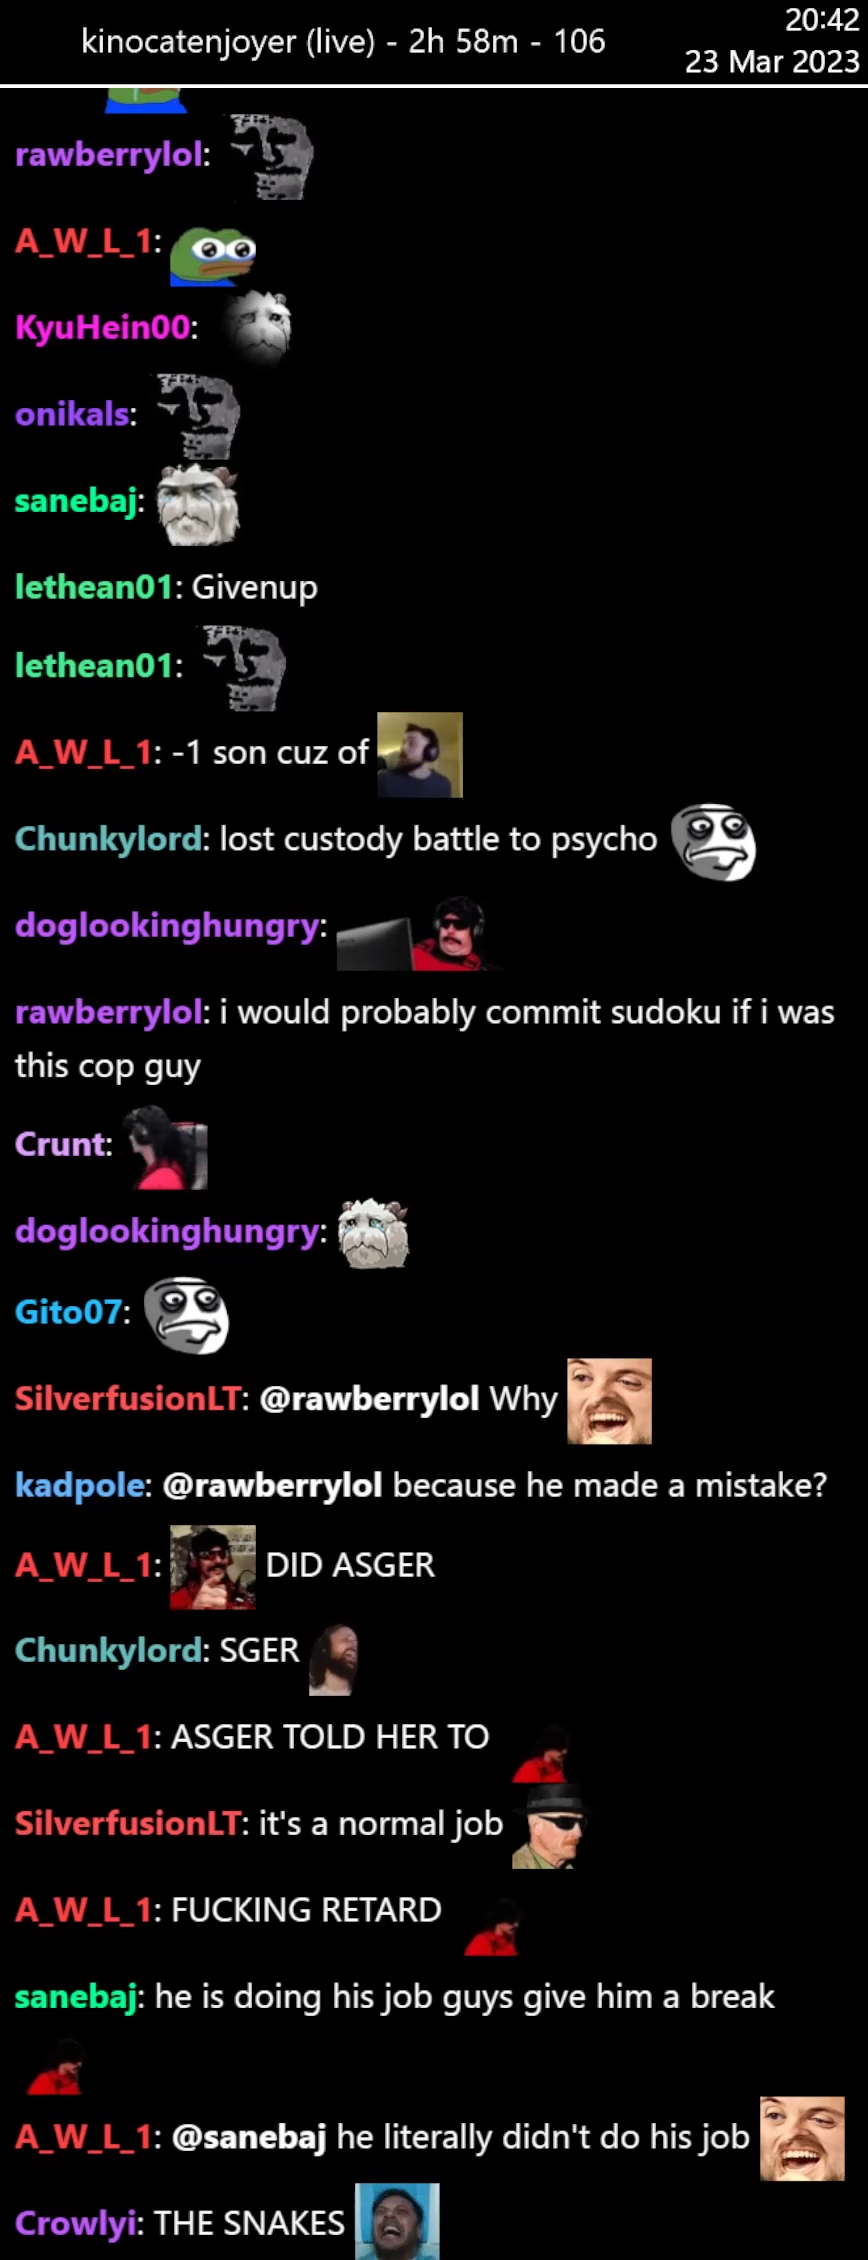 kinocatenjoyer (live) - 2h 58m - 106
20:42
23 Mar 2023
rawberrylol:
A_W_L_1:
KyuHein00:
onikals:
sanebaj:
lethean01: Givenup
lethean01:
A_W_L_1: -1 son cuz of
Chunkylord: lost custody battle to psycho
doglookinghungry:
rawberrylol: i would probably commit sudoku if i was
this cop guy
Crunt:
doglookinghungry:
Gito07:
SilverfusionLT: @rawberrylol Why
kadpole: @rawberrylol because he made a mistake?
A_W_L_1: DID ASGER
Chunkylord: SGER
A_W_L_1: ASGER TOLD HER TO
SilverfusionLT: it's a normal job
A_W_L_1: FUCKING RETARD
sanebaj: he is doing his job guys give him a break
A_W_L_1: @sanebaj he literally didn't do his job
Crowlyi: THE SNAKES